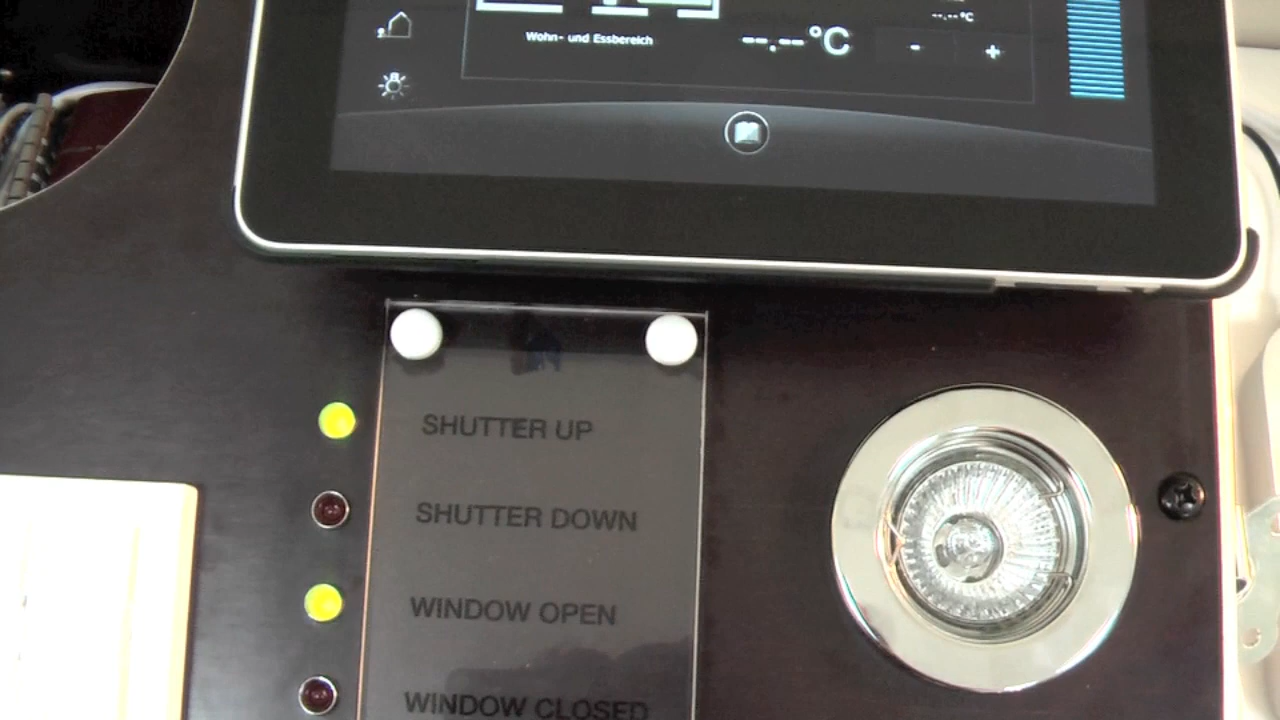 --.-- °C
Wohn- und Essbereich
--.-- °C
- +
SHUTTER UP
SHUTTER DOWN
WINDOW OPEN
WINDOW CLOSED